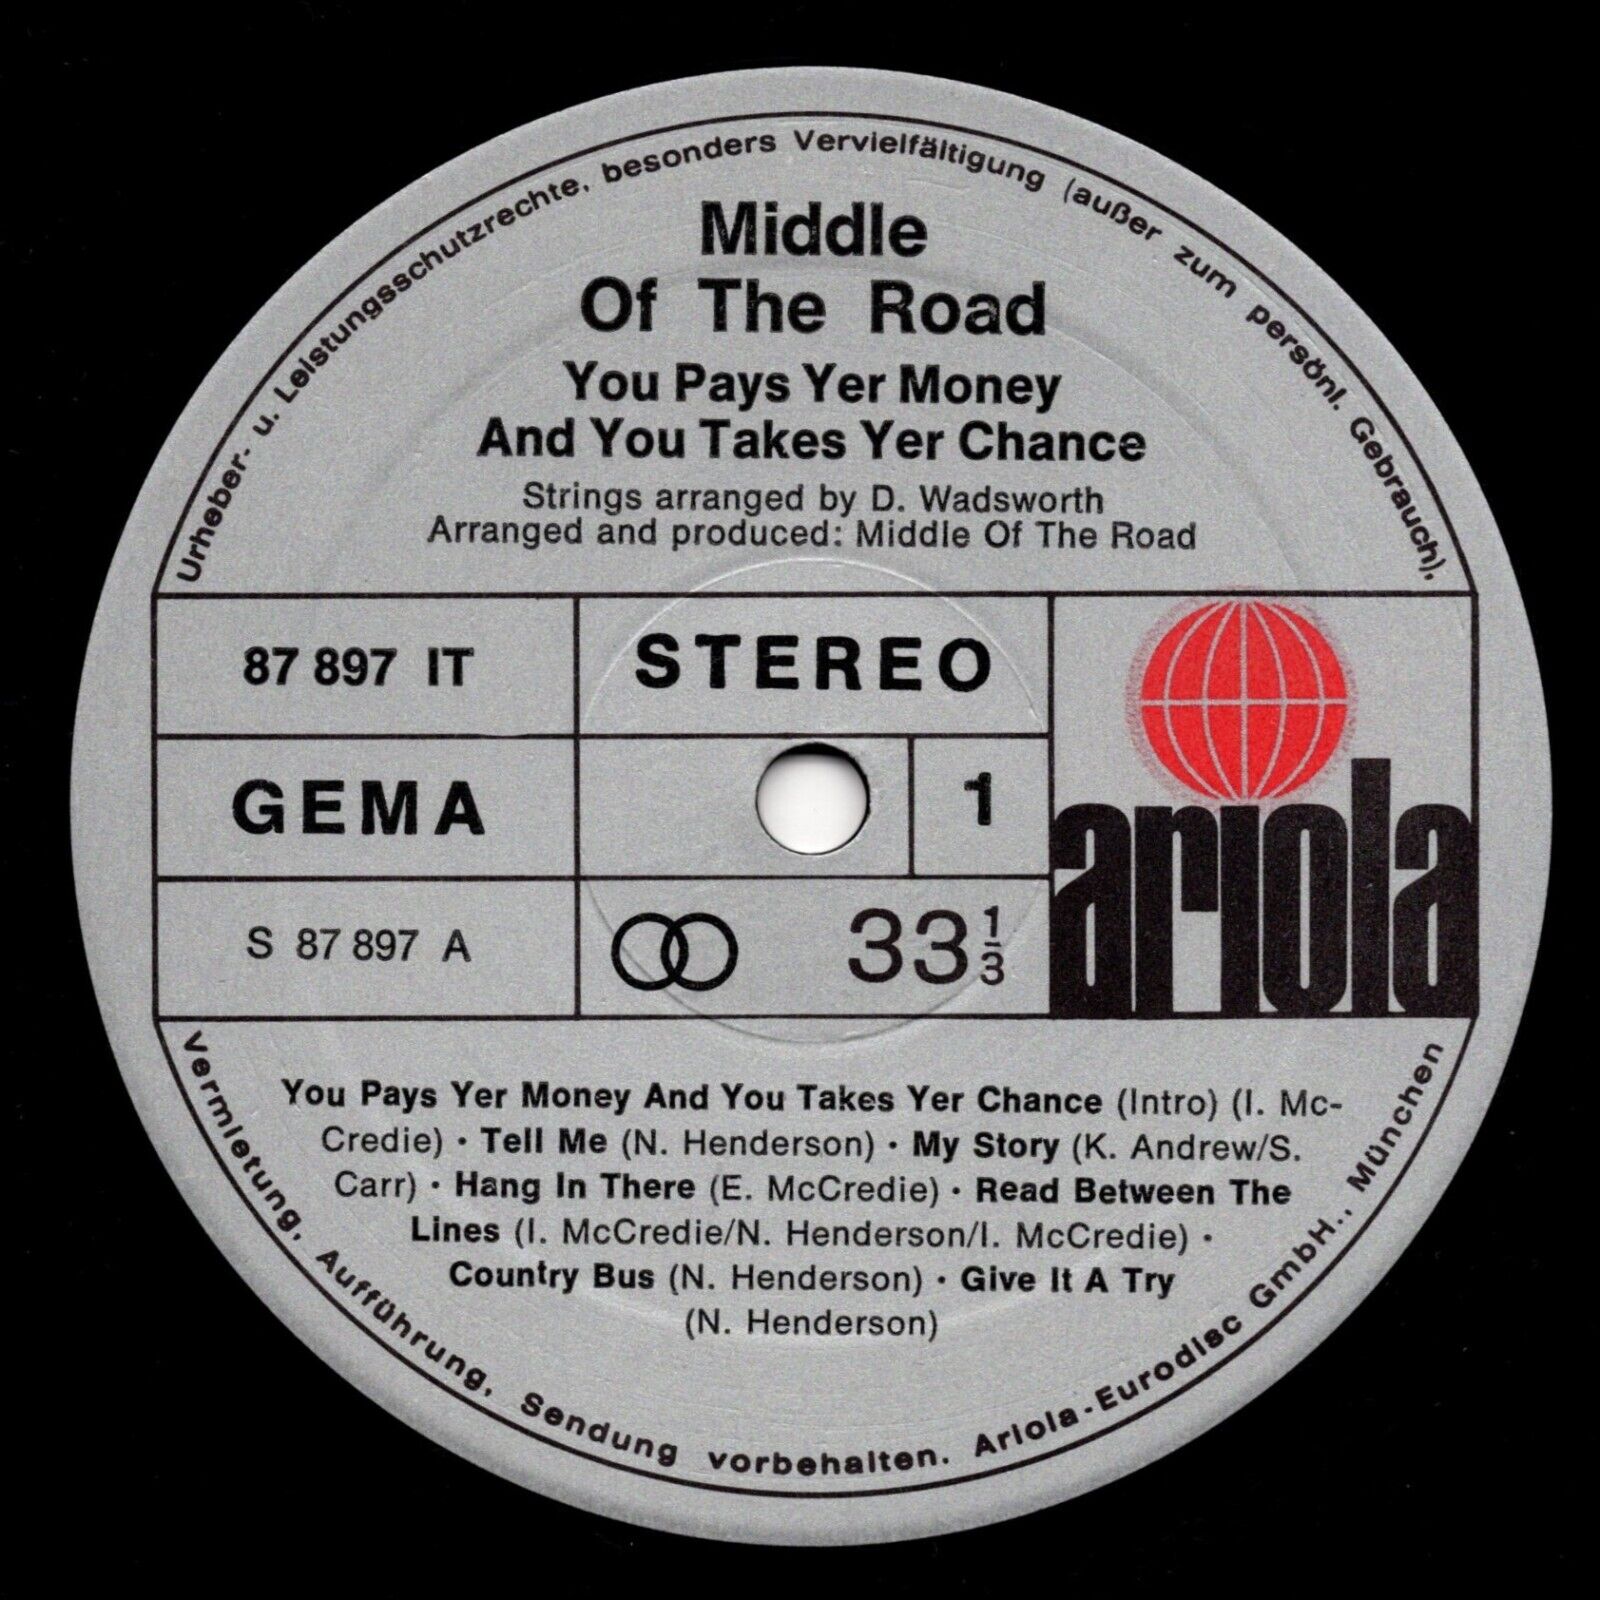 Urheber- u. Leistungsschutzrechte, besonders Vervielfältigung (außer zum persönl. Gebrauch),
Middle
Of The Road
You Pays Yer Money
And You Takes Yer Chance
Strings arranged by D. Wadsworth
Arranged and produced: Middle Of The Road
87 897 IT
STEREO
GEMA
1
ariola
S 87 897 A
33 1/3
You Pays Yer Money And You Takes Yer Chance (Intro) (I. Mc-
Credie) · Tell Me (N. Henderson) · My Story (K. Andrew/S.
Carr) · Hang In There (E. McCredie) · Read Between The
Lines (I. McCredie/N. Henderson/I. McCredie) ·
Country Bus (N. Henderson) · Give It A Try
(N. Henderson)
Vermietung, Aufführung, Sendung vorbehalten. Ariola-Eurodisc GmbH., München